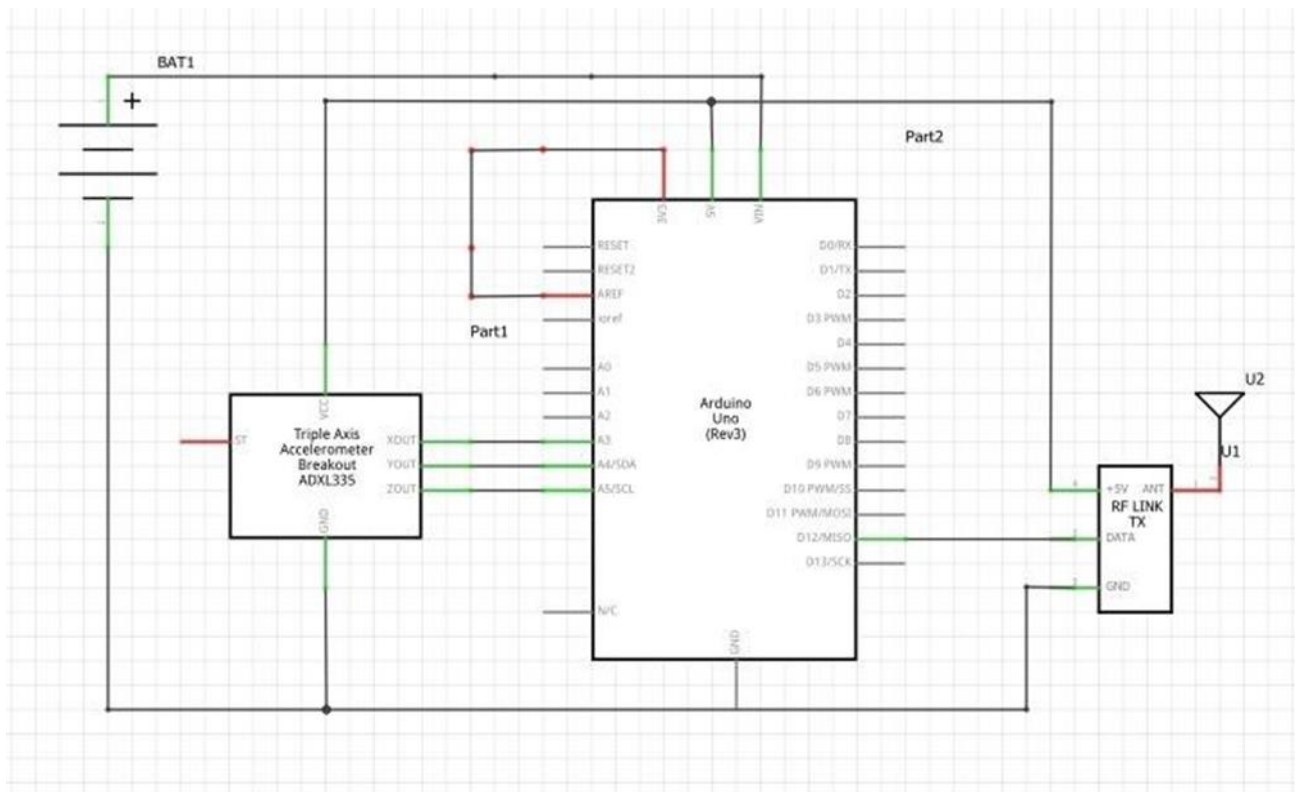 BAT1
+
Part2
3V3
5V
VIN
RESET
RESET2
AREF
ioref
Part1
A0
A1
A2
A3
A4/SDA
A5/SCL
N/C
Arduino
Uno
(Rev3)
GND
D0/RX
D1/TX
D2
D3 PWM
D4
D5 PWM
D6 PWM
D7
D8
D9 PWM
D10 PWM/SS
D11 PWM/MOSI
D12/MISO
D13/SCK
VCC
ST
Triple Axis
Accelerometer
Breakout
ADXL335
XOUT
YOUT
ZOUT
GND
U2
U1
+5V ANT
RF LINK
TX
DATA
GND